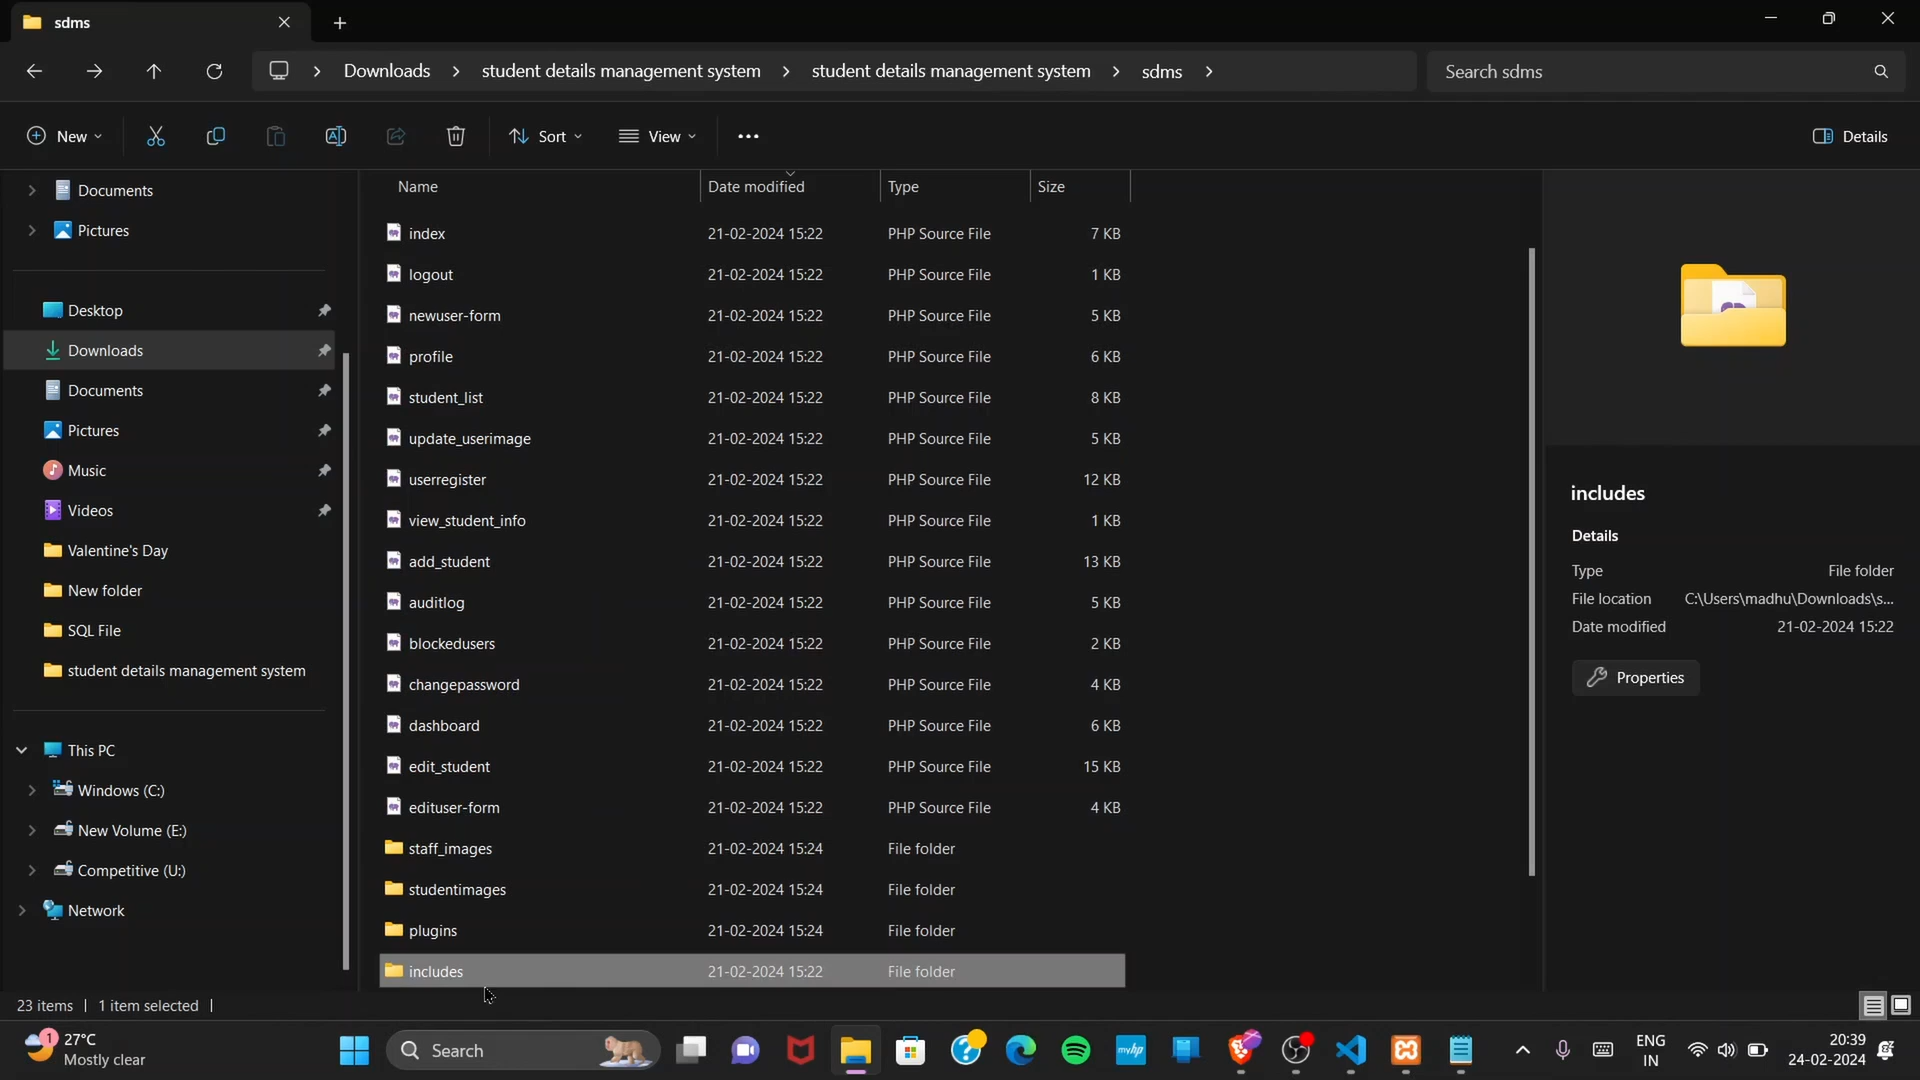 sdms
Downloads > student details management system > student details management system > sdms >
Search sdms
New
Sort
View
Details
Documents
Pictures
Desktop
Downloads
Documents
Pictures
Music
Videos
Valentine's Day
New folder
SQL File
student details management system
This PC
Windows (C:)
New Volume (E:)
Competitive (U:)
Network
Name Date modified Type Size
index 21-02-2024 15:22 PHP Source File 7 KB
logout 21-02-2024 15:22 PHP Source File 1 KB
newuser-form 21-02-2024 15:22 PHP Source File 5 KB
profile 21-02-2024 15:22 PHP Source File 6 KB
student_list 21-02-2024 15:22 PHP Source File 8 KB
update_userimage 21-02-2024 15:22 PHP Source File 5 KB
userregister 21-02-2024 15:22 PHP Source File 12 KB
view_student_info 21-02-2024 15:22 PHP Source File 1 KB
add_student 21-02-2024 15:22 PHP Source File 13 KB
auditlog 21-02-2024 15:22 PHP Source File 5 KB
blockedusers 21-02-2024 15:22 PHP Source File 2 KB
changepassword 21-02-2024 15:22 PHP Source File 4 KB
dashboard 21-02-2024 15:22 PHP Source File 6 KB
edit_student 21-02-2024 15:22 PHP Source File 15 KB
edituser-form 21-02-2024 15:22 PHP Source File 4 KB
staff_images 21-02-2024 15:24 File folder
studentimages 21-02-2024 15:24 File folder
plugins 21-02-2024 15:24 File folder
includes 21-02-2024 15:22 File folder
includes
Details
Type File folder
File location C:\Users\madhu\Downloads\s...
Date modified 21-02-2024 15:22
Properties
23 items | 1 item selected |
1
27°C
Mostly clear
Search
myhp
ENG
IN
20:39
24-02-2024